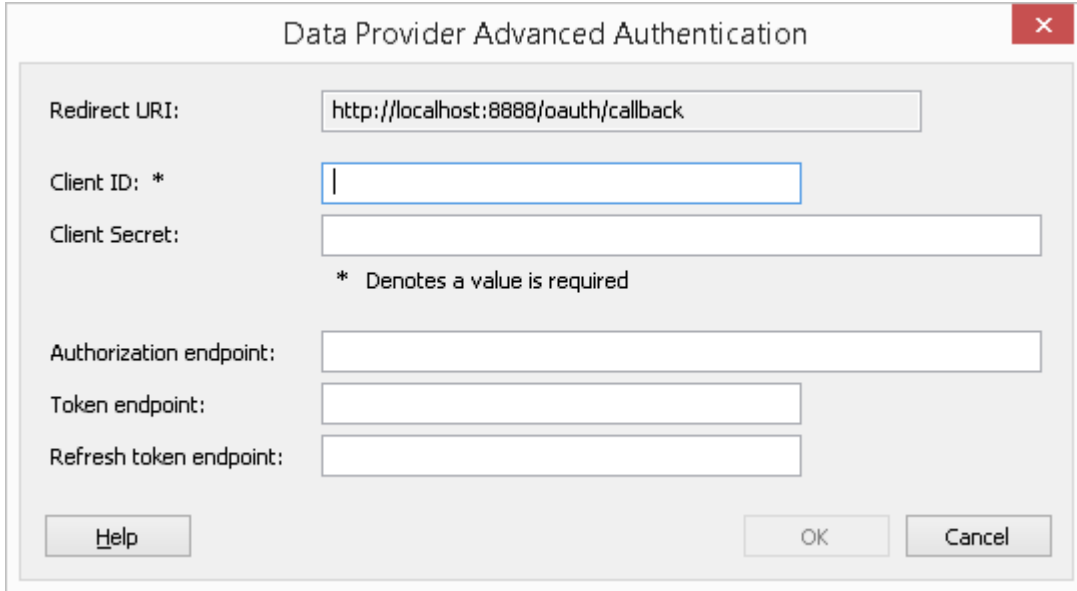 Data Provider Advanced Authentication
Redirect URI: http://localhost:8888/oauth/callback
Client ID: *
Client Secret:
* Denotes a value is required
Authorization endpoint:
Token endpoint:
Refresh token endpoint:
Help OK Cancel